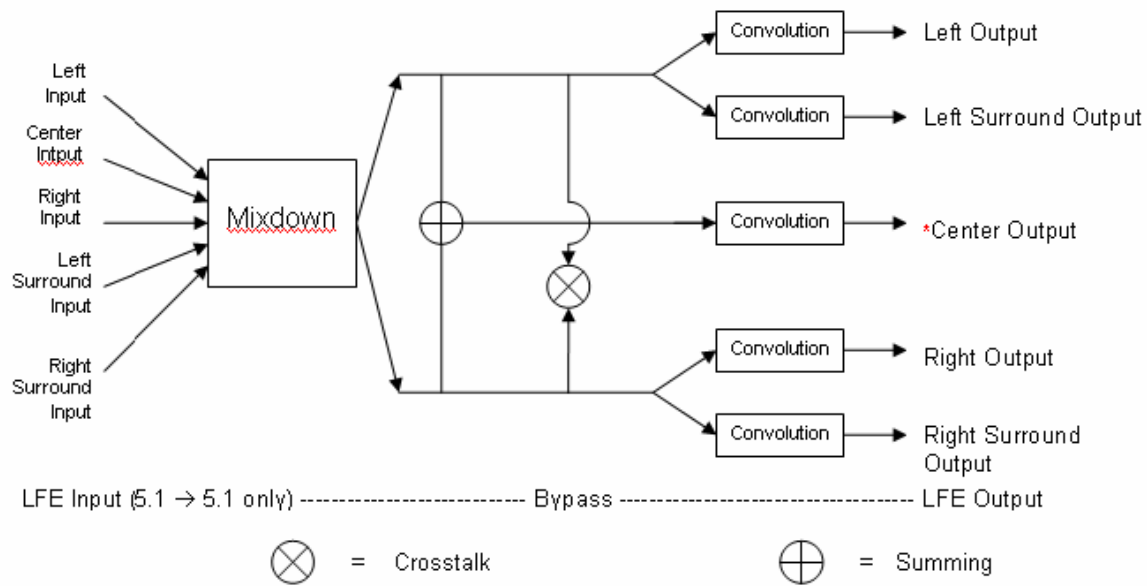 Left
Input
Center
Intput
Right
Input
Left
Surround
Input
Right
Surround
Input
Mixdown
Convolution
Left Output
Convolution
Left Surround Output
Convolution
*Center Output
Convolution
Right Output
Convolution
Right Surround
Output
LFE Input (5.1 → 5.1 only) ---------------------------- Bypass ------------------------------------ LFE Output
= Crosstalk
= Summing